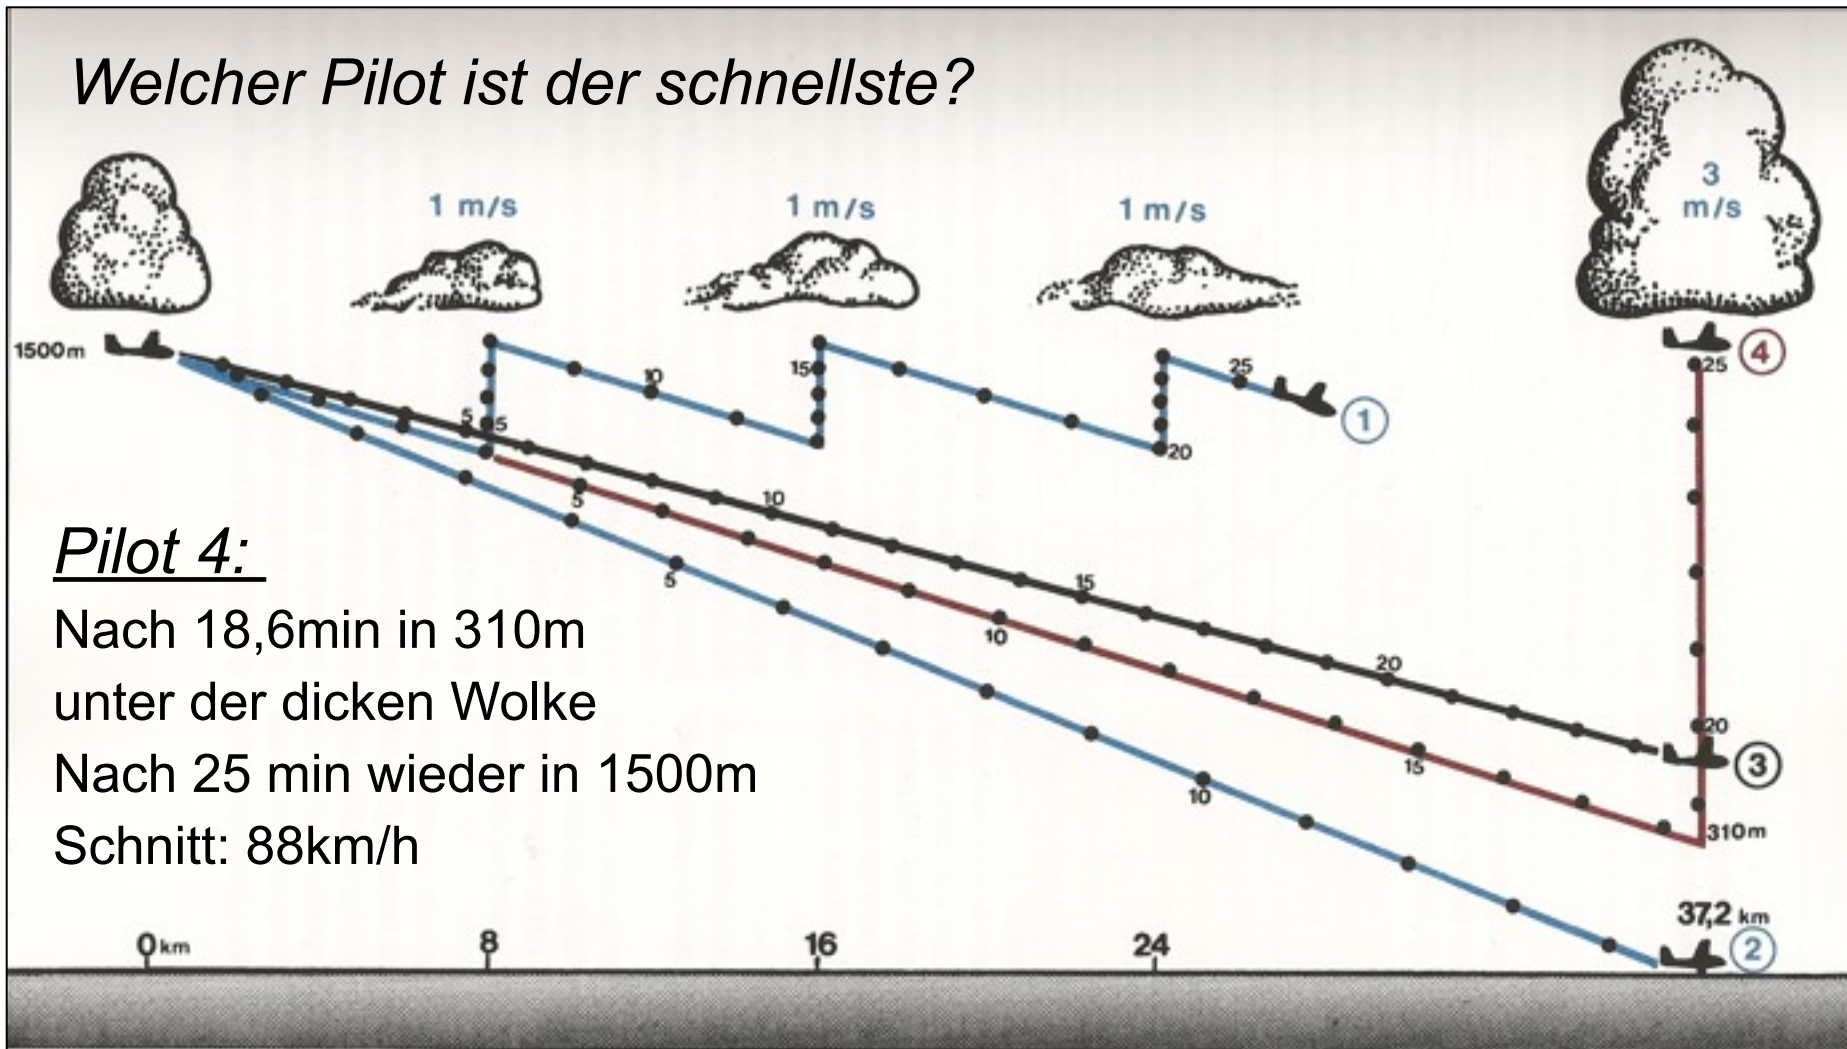 Welcher Pilot ist der schnellste?
1 m/s
1 m/s
1 m/s
3
m/s
1500m
4
25
10
15
25
1
5
5
20
5
10
15
5
10
20
15
20
3
10
310m
Pilot 4:
Nach 18,6min in 310m
unter der dicken Wolke
Nach 25 min wieder in 1500m
Schnitt: 88km/h
37,2 km
2
0km
8
16
24